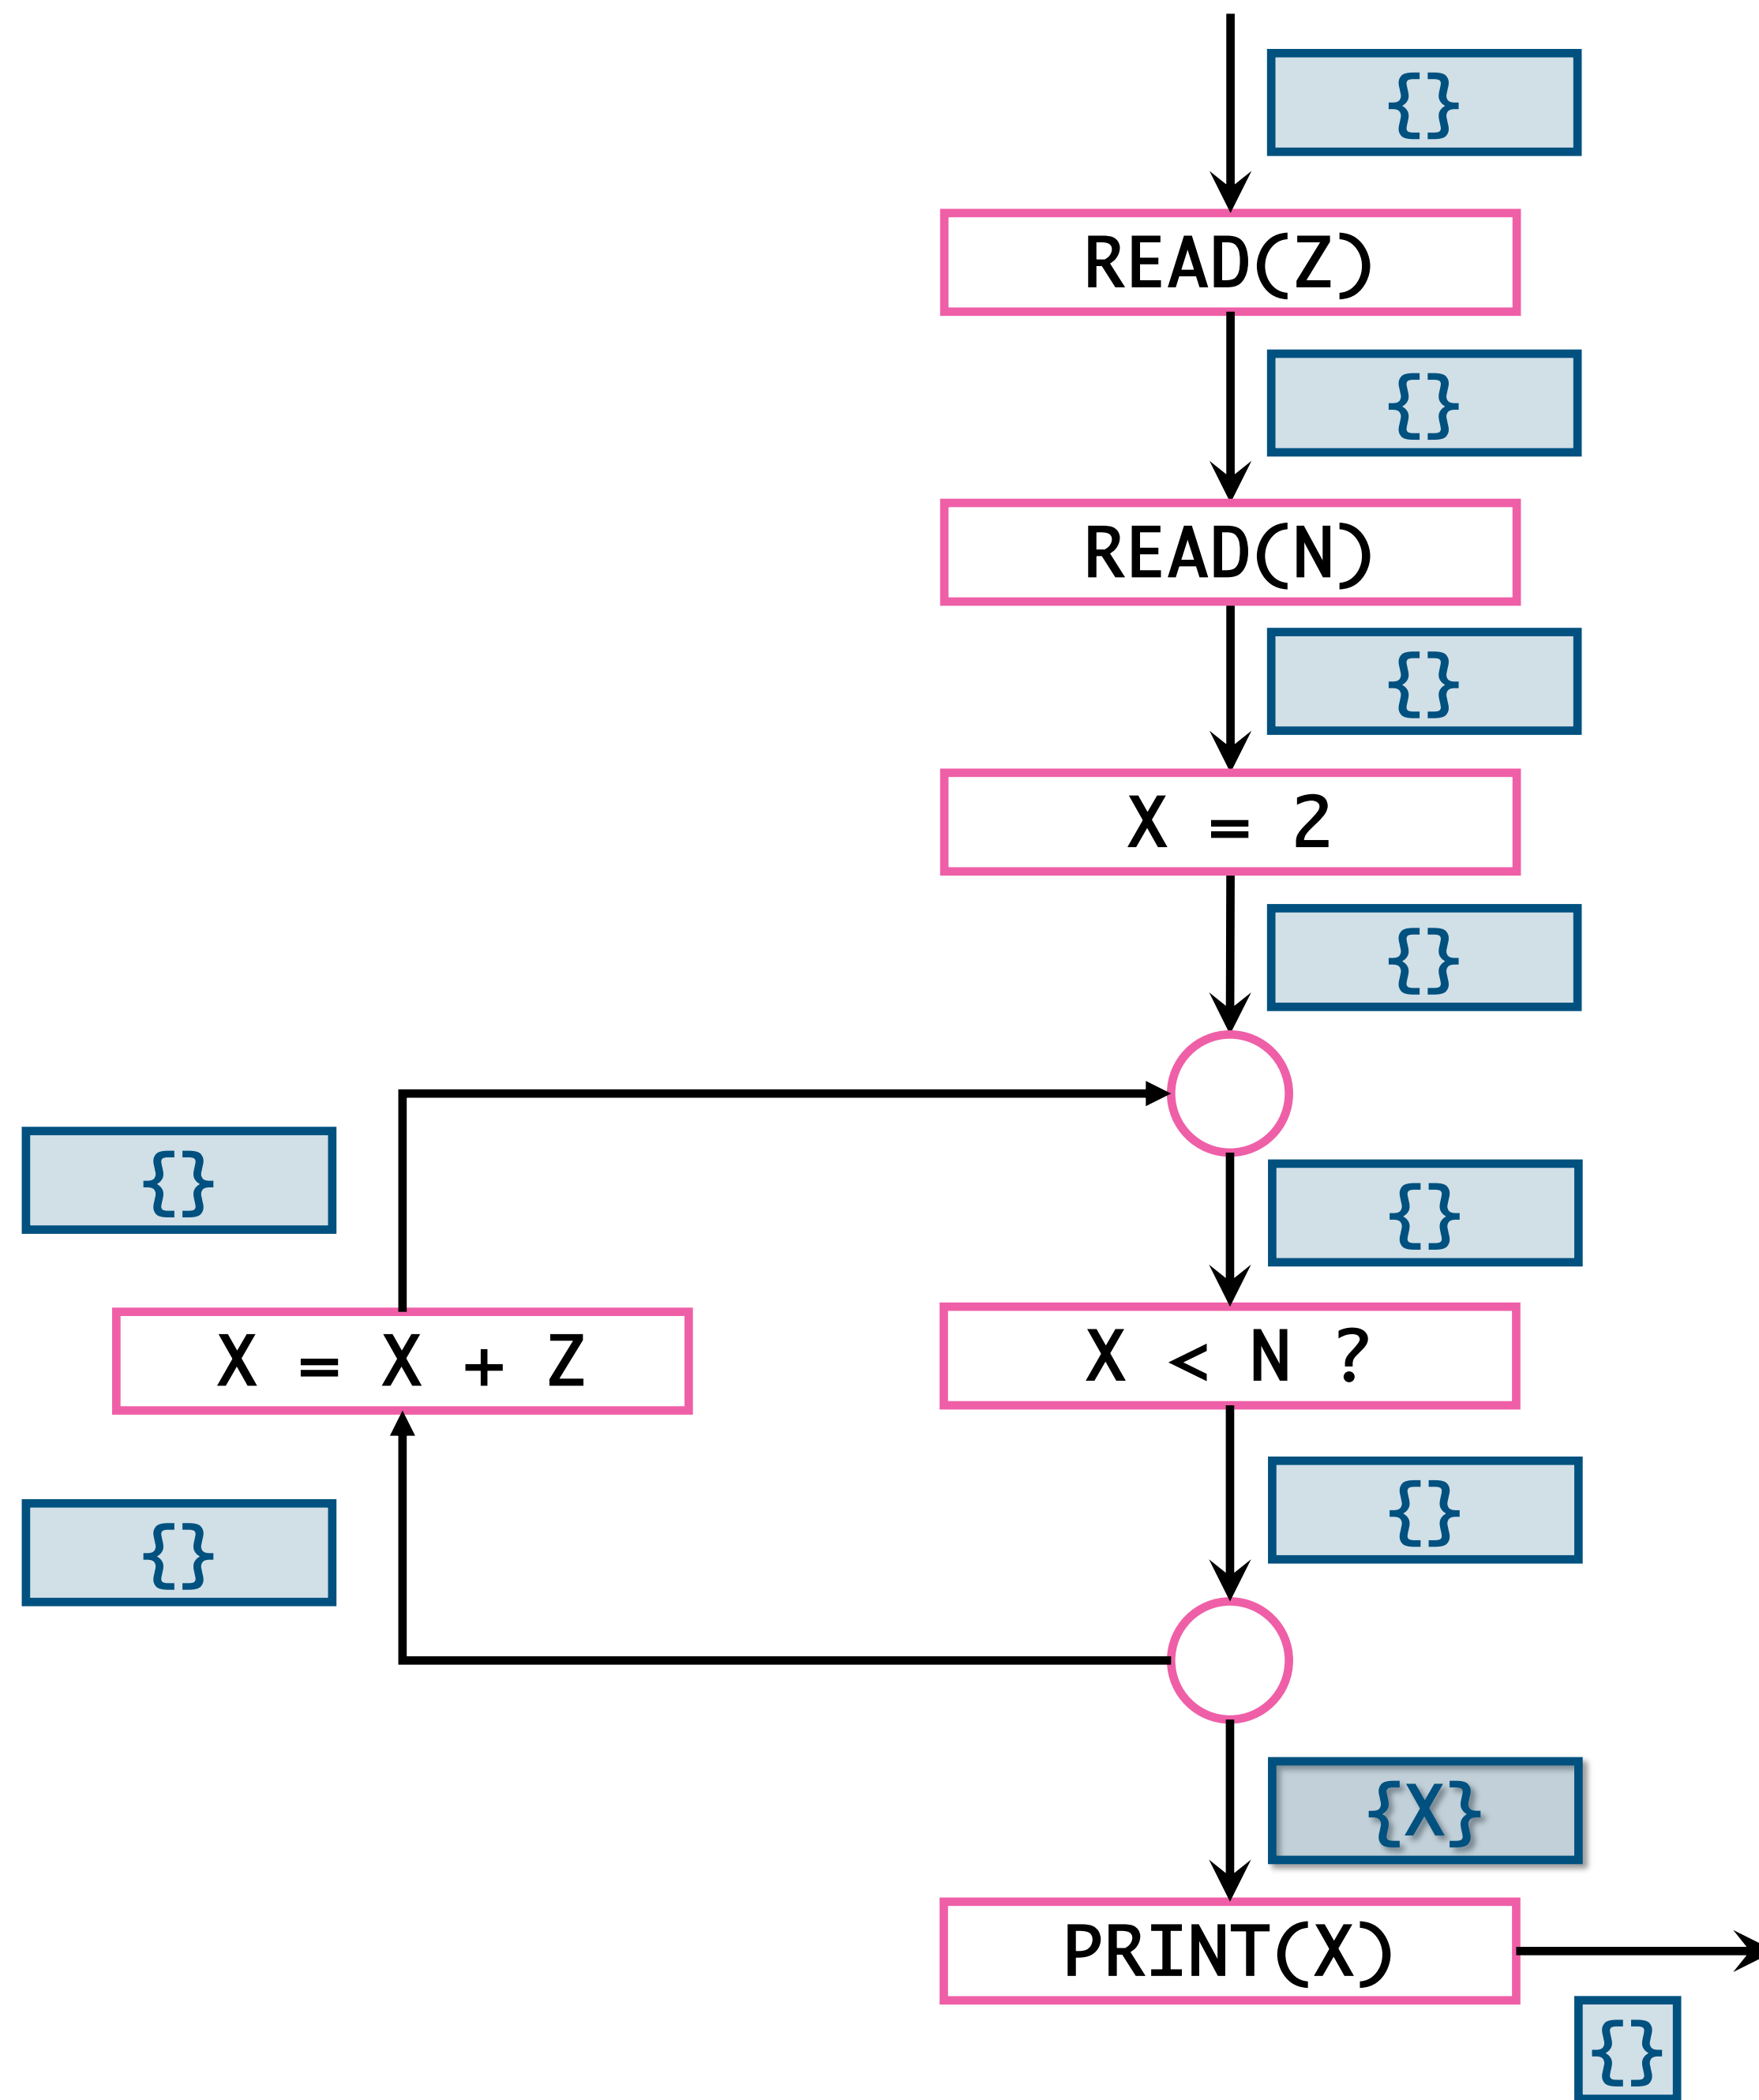 {}
READ(Z)
{}
READ(N)
{}
X = 2
{}
{}
{}
X = X + Z
X < N ?
{}
{}
{X}
PRINT(X)
{}